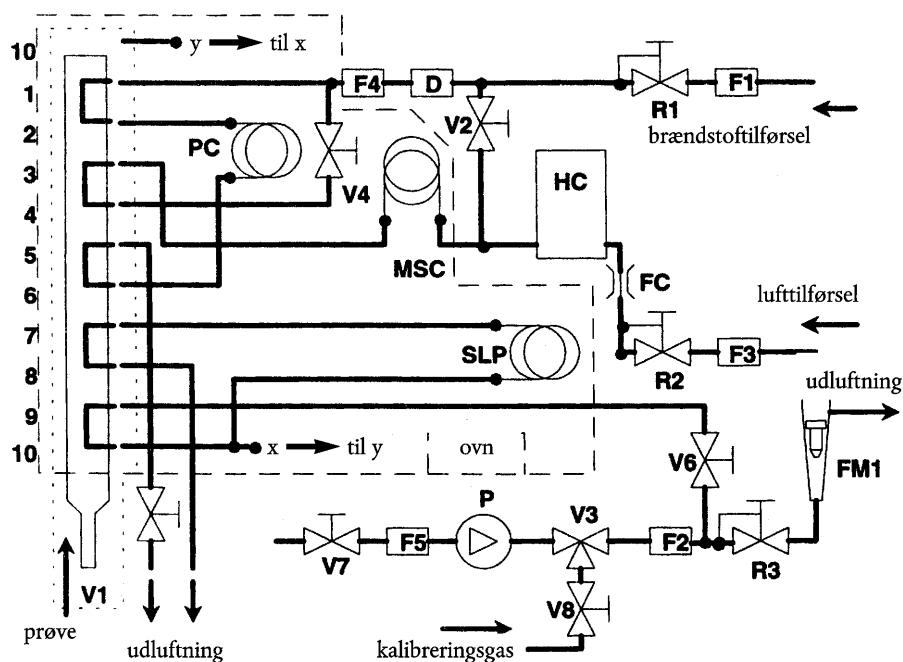 10
y til x
1
F4
D
R1
F1
brændstoftilførsel
2
PC
V4
V2
3
HC
4
MSC
5
FC
lufttilførsel
6
7
SLP
R2
F3
8
udluftning
9
10
x til y
ovn
V6
FM1
P
V3
V7
F5
F2
R3
V1
V8
prøve
udluftning
kalibreringsgas